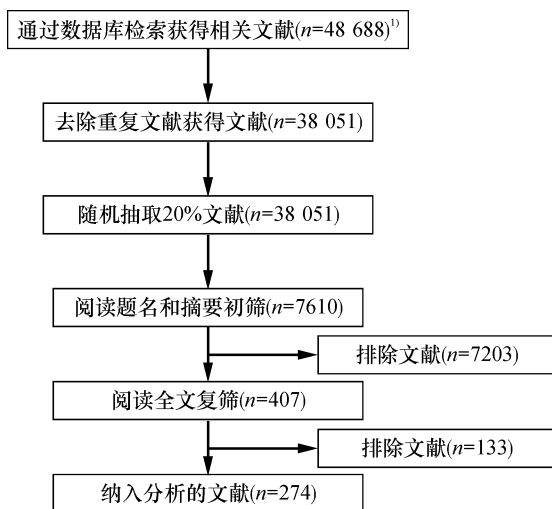 通过数据库检索获得相关文献(n=48 688)¹⁾
去除重复文献获得文献(n=38 051)
随机抽取20%文献(n=38 051)
阅读题名和摘要初筛(n=7610)
排除文献(n=7203)
阅读全文复筛(n=407)
排除文献(n=133)
纳入分析的文献(n=274)